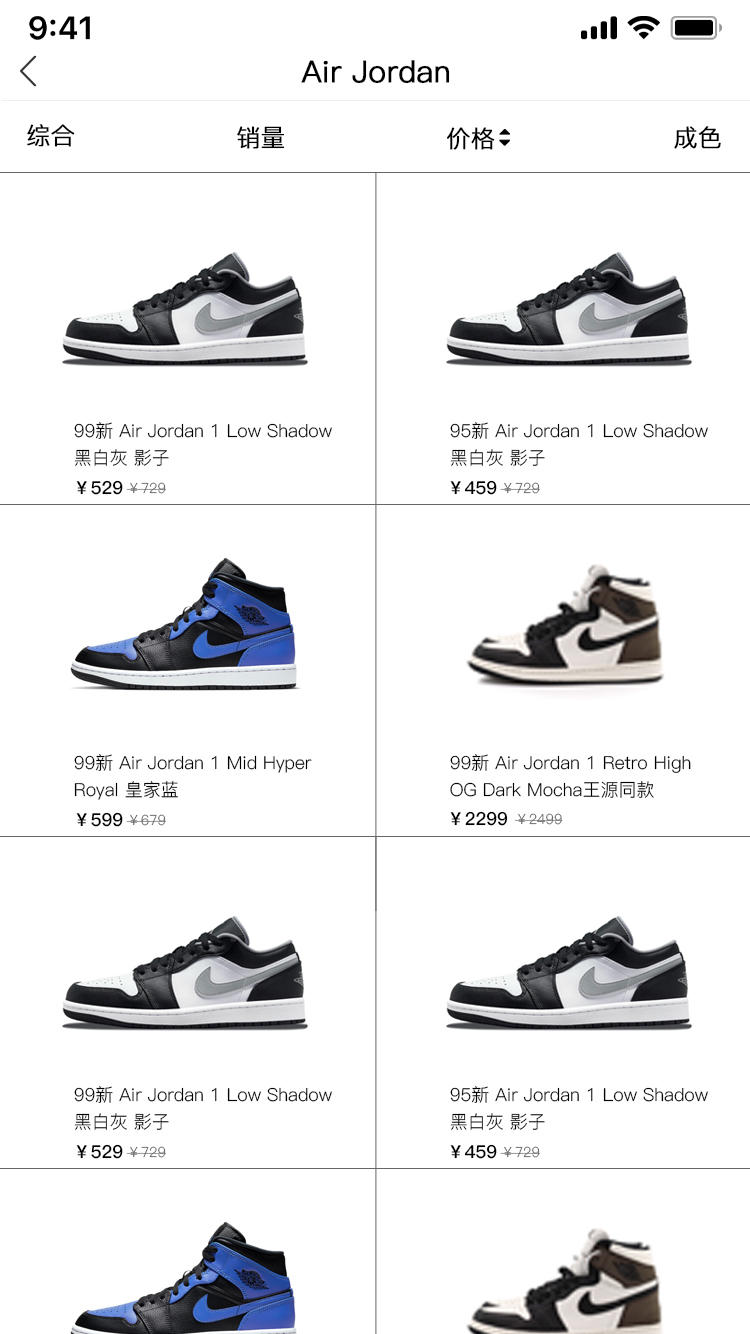 9:41
Air Jordan
综合 销量 价格 成色
99新 Air Jordan 1 Low Shadow
黑白灰 影子
¥529 ¥729
95新 Air Jordan 1 Low Shadow
黑白灰 影子
¥459 ¥729
99新 Air Jordan 1 Mid Hyper
Royal 皇家蓝
¥599 ¥679
99新 Air Jordan 1 Retro High
OG Dark Mocha王源同款
¥2299 ¥2499
99新 Air Jordan 1 Low Shadow
黑白灰 影子
¥529 ¥729
95新 Air Jordan 1 Low Shadow
黑白灰 影子
¥459 ¥729